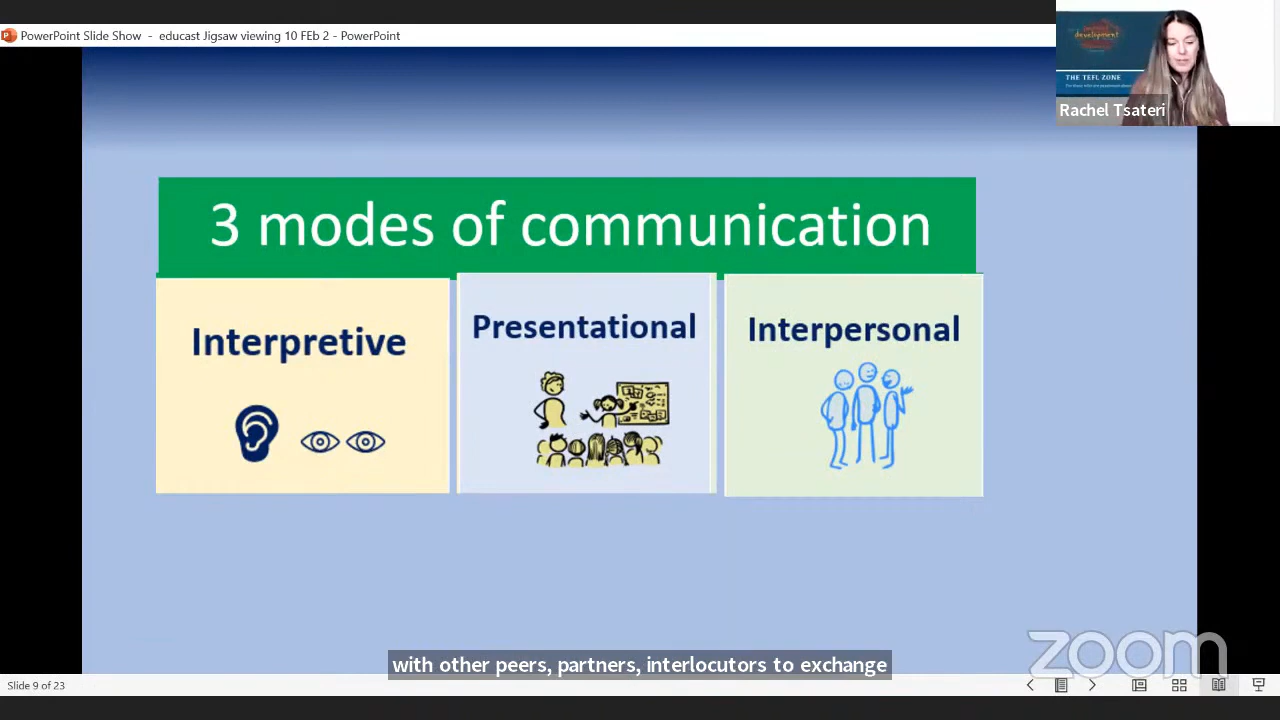 PowerPoint Slide Show - educast Jigsaw viewing 10 FEb 2 - PowerPoint
development
THE TEFL ZONE
Rachel Tsateri
3 modes of communication
Interpretive
Presentational
Interpersonal
with other peers, partners, interlocutors to exchange
zoom
Slide 9 of 23